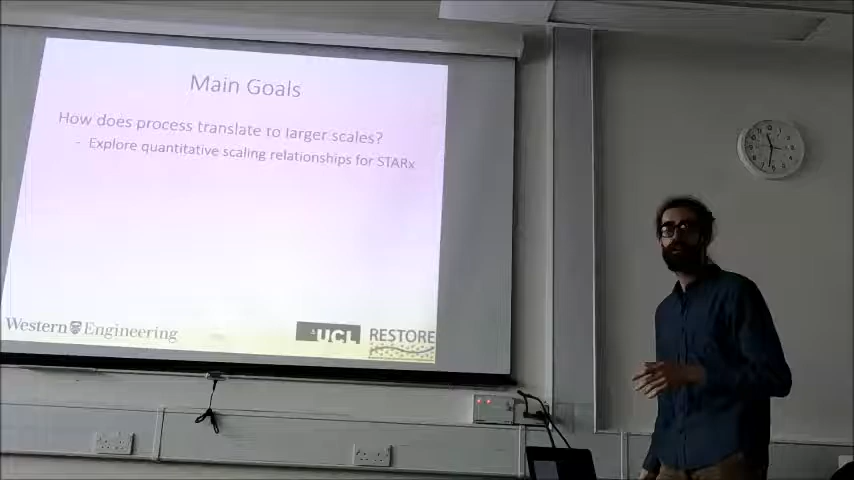 Main Goals
How does process translate to larger scales?
- Explore quantitative scaling relationships for STARx
Western Engineering
UCL
RESTORE